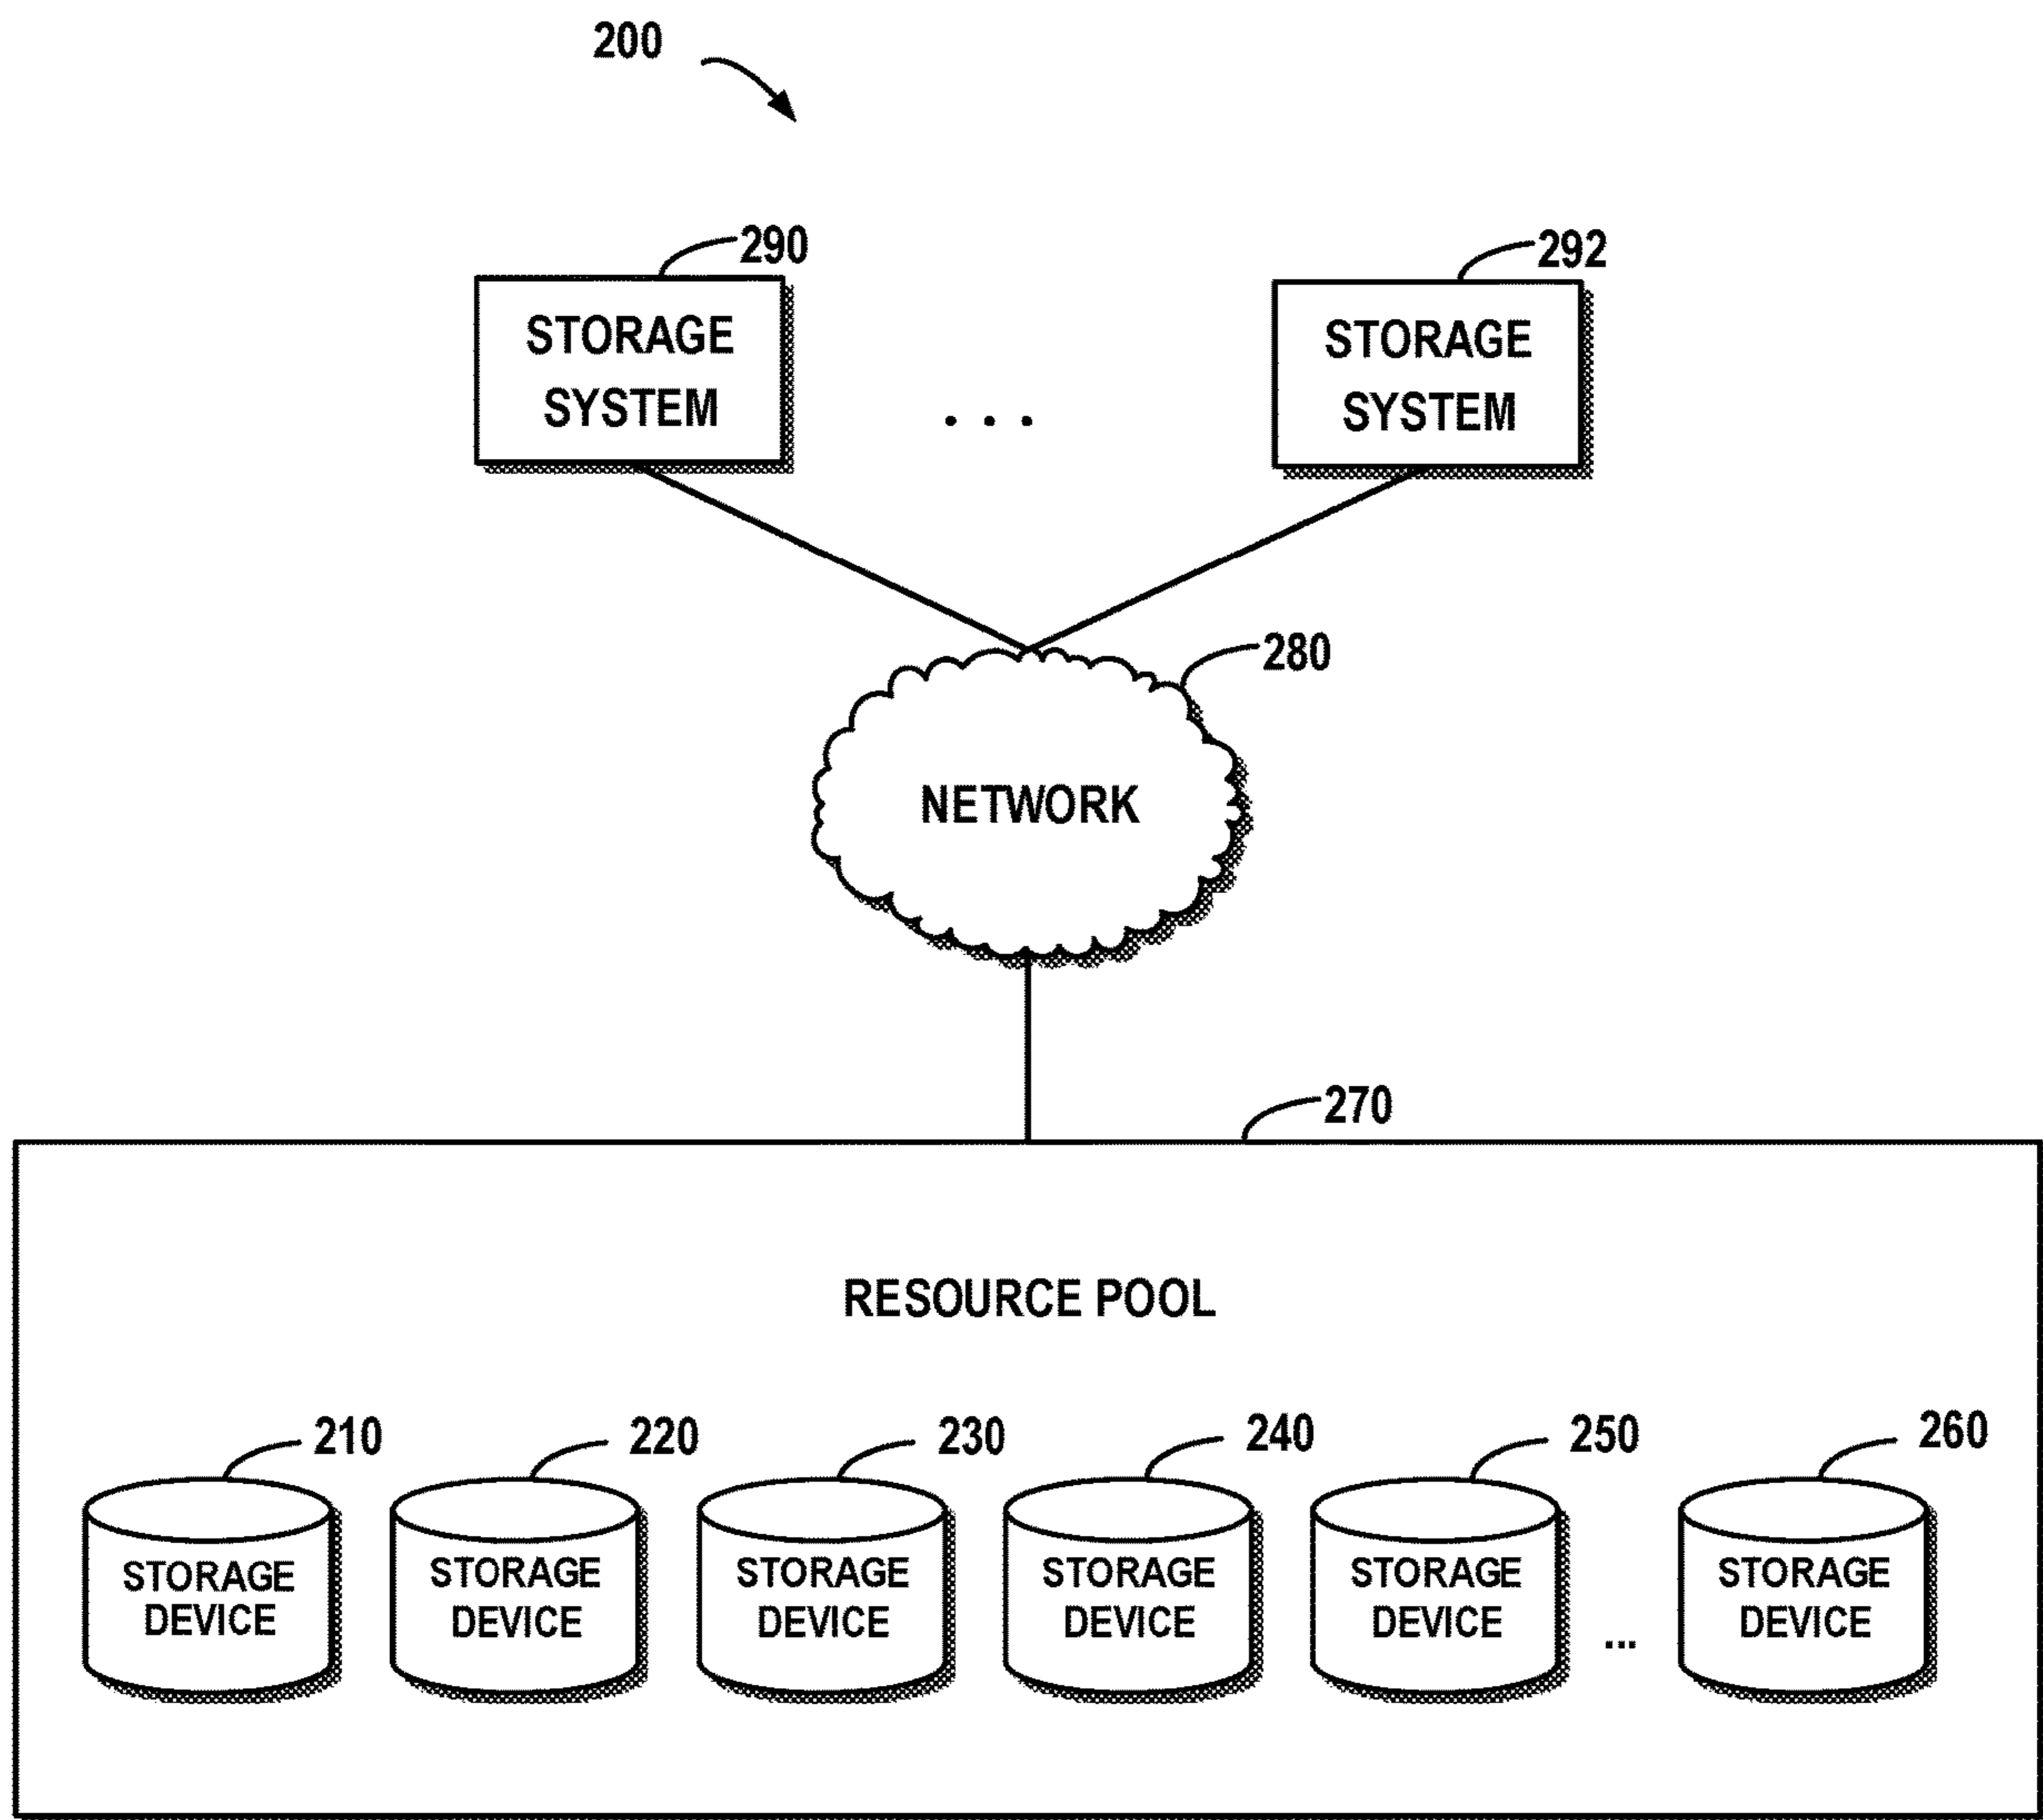 200
290
292
STORAGE
SYSTEM
. . .
STORAGE
SYSTEM
280
NETWORK
270
RESOURCE POOL
210
220
230
240
250
260
STORAGE
DEVICE
STORAGE
DEVICE
STORAGE
DEVICE
STORAGE
DEVICE
STORAGE
DEVICE
...
STORAGE
DEVICE